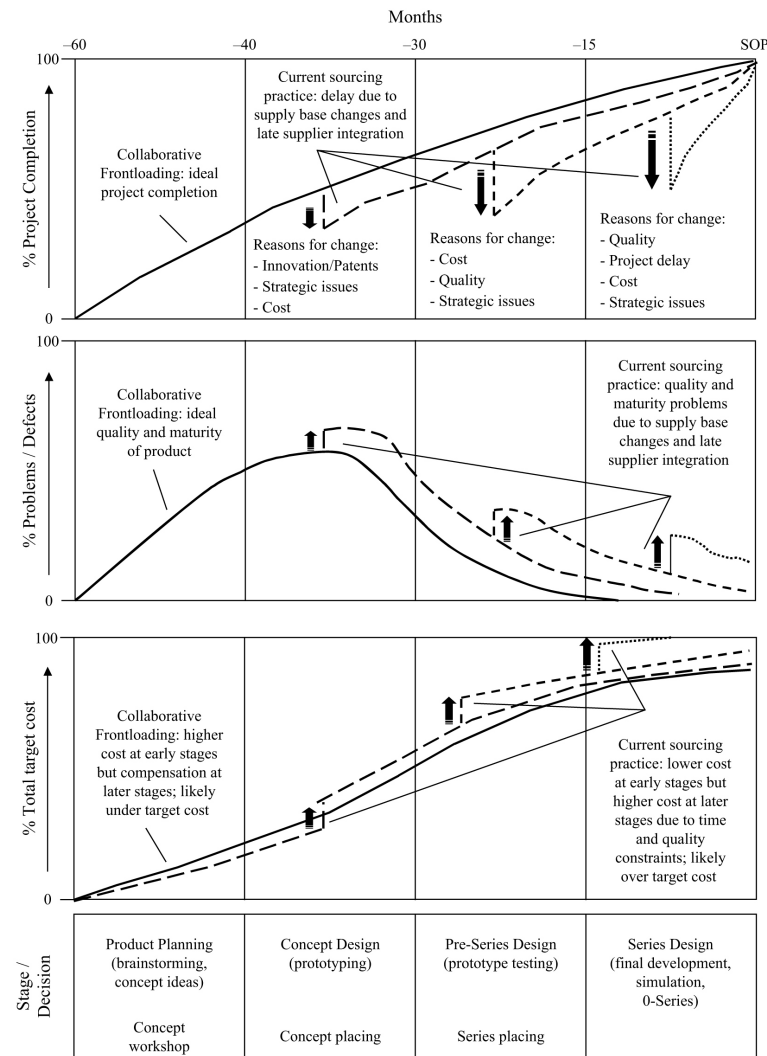 Months
–60
–40
–30
–15
SOP
100
% Project Completion
0
Current sourcing
practice: delay due to
supply base changes and
late supplier integration
Collaborative
Frontloading: ideal
project completion
Reasons for change:
- Innovation/Patents
- Strategic issues
- Cost
Reasons for change:
- Cost
- Quality
- Strategic issues
Reasons for change:
- Quality
- Project delay
- Cost
- Strategic issues
100
% Problems / Defects
0
Collaborative
Frontloading: ideal
quality and maturity
of product
Current sourcing
practice: quality and
maturity problems
due to supply base
changes and late
supplier integration
100
% Total target cost
0
Collaborative
Frontloading: higher
cost at early stages
but compensation at
later stages; likely
under target cost
Current sourcing
practice: lower cost
at early stages but
higher cost at later
stages due to time
and quality
constraints; likely
over target cost
Stage /
Decision
Product Planning
(brainstorming,
concept ideas)
Concept
workshop
Concept Design
(prototyping)
Concept placing
Pre-Series Design
(prototype testing)
Series placing
Series Design
(final development,
simulation,
0-Series)